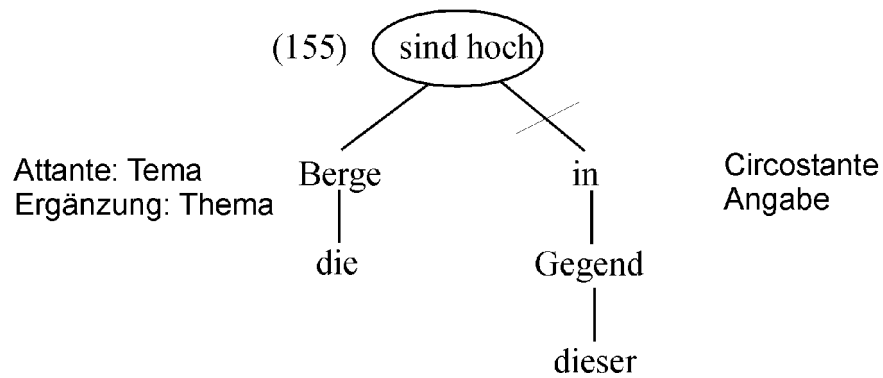 (155) sind hoch
Attante: Tema
Ergänzung: Thema
Berge
in
Circostante
Angabe
die
Gegend
dieser